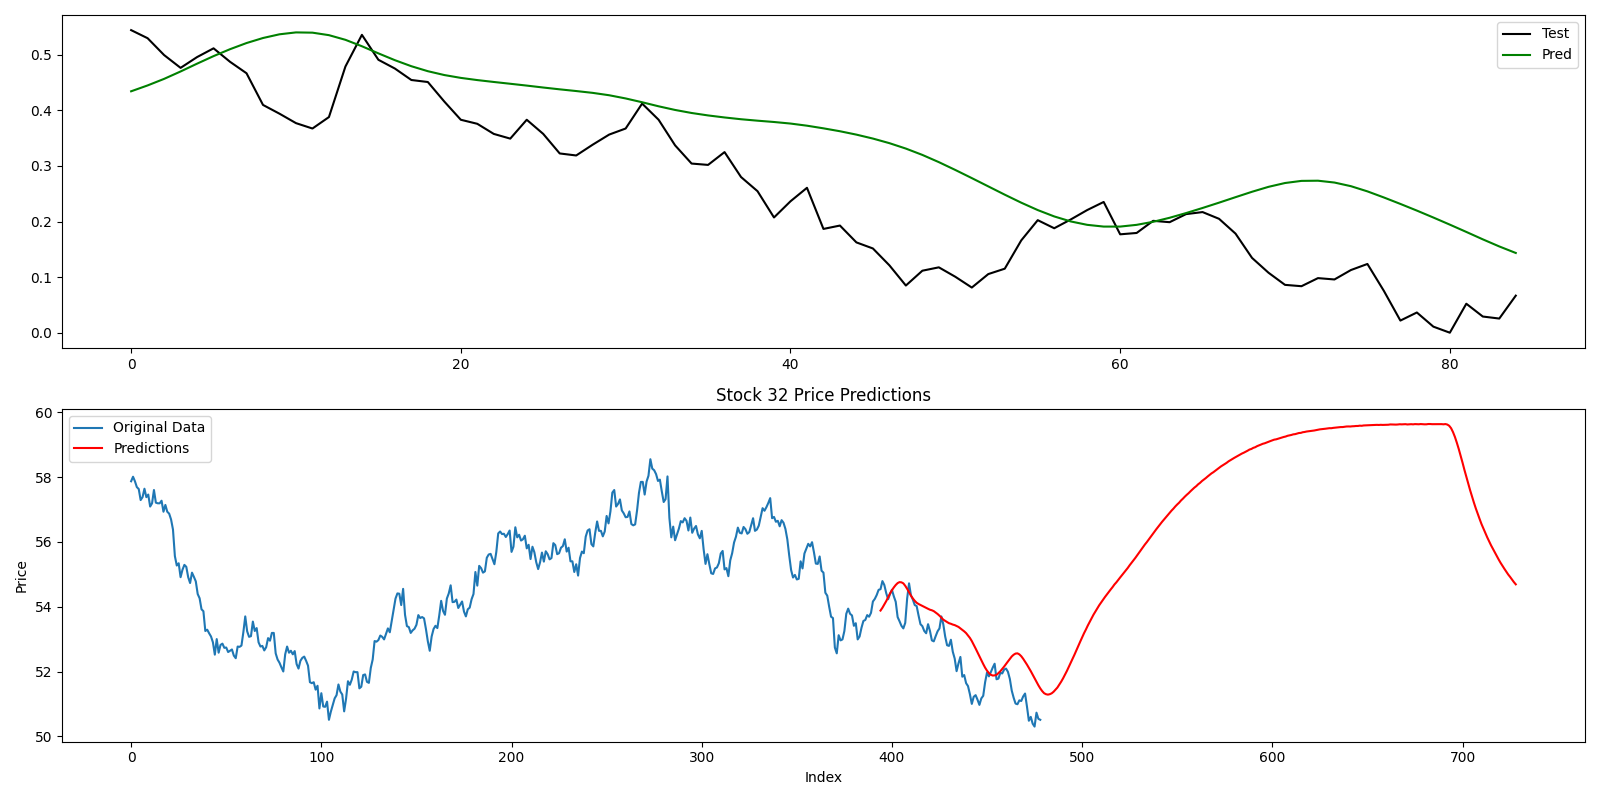 0.5
0.4
0.3
0.2
0.1
0.0
Test
Pred
0 20 40 60 80
Stock 32 Price Predictions
60
58
56
54
52
50
Price
Original Data
Predictions
0 100 200 300 400 500 600 700
Index